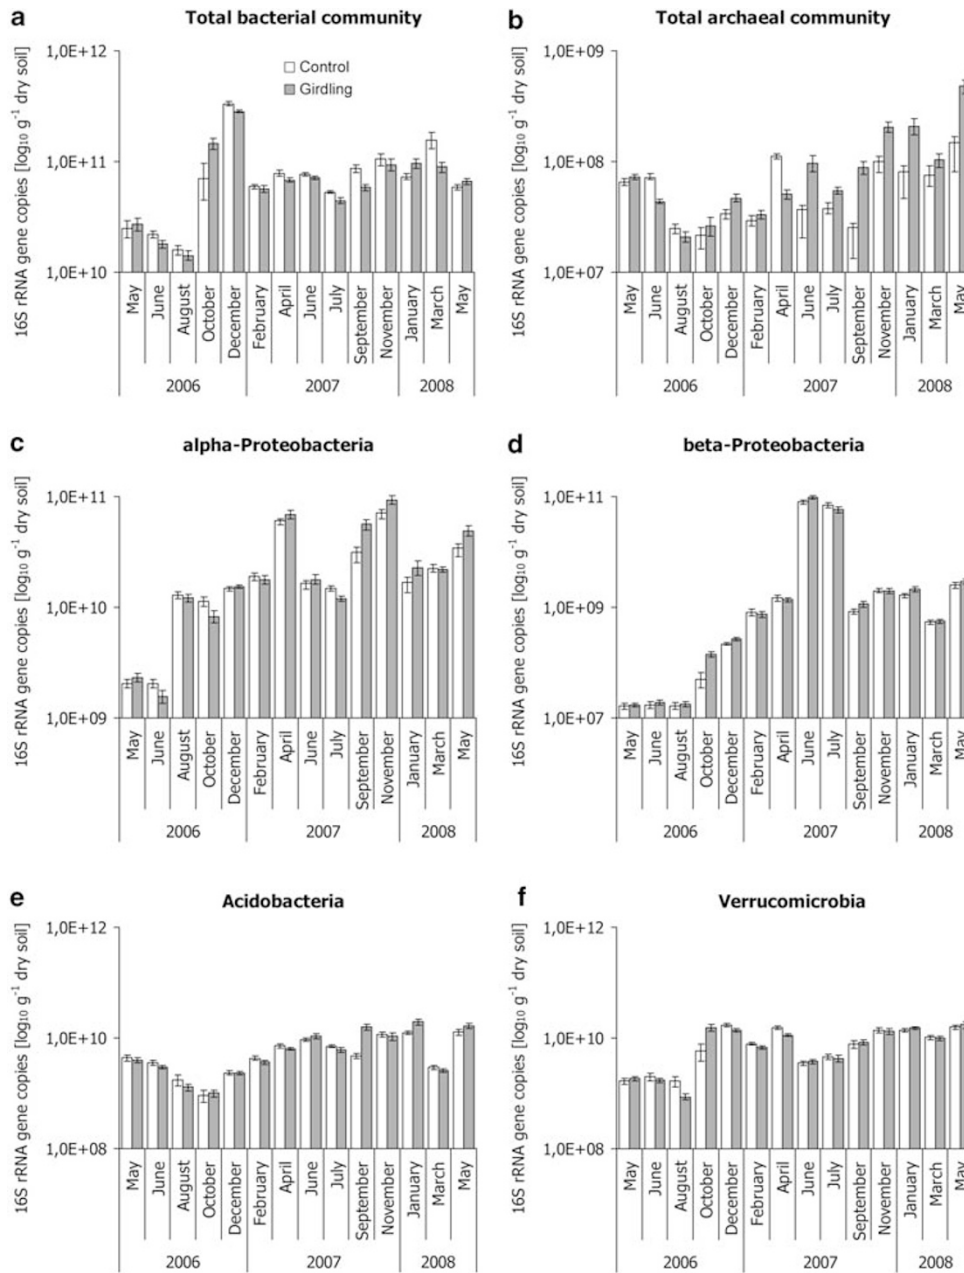 a Total bacterial community
16S rRNA gene copies [log10 g-1 dry soil]
1,0E+12
1,0E+11
1,0E+10
Control
Girdling
May June August October December February April June July September November January March May
2006 2007 2008
b Total archaeal community
16S rRNA gene copies [log10 g-1 dry soil]
1,0E+09
1,0E+08
1,0E+07
May June August October December February April June July September November January March May
2006 2007 2008
c alpha-Proteobacteria
16S rRNA gene copies [log10 g-1 dry soil]
1,0E+11
1,0E+10
1,0E+09
May June August October December February April June July September November January March May
2006 2007 2008
d beta-Proteobacteria
16S rRNA gene copies [log10 g-1 dry soil]
1,0E+11
1,0E+09
1,0E+07
May June August October December February April June July September November January March May
2006 2007 2008
e Acidobacteria
16S rRNA gene copies [log10 g-1 dry soil]
1,0E+12
1,0E+10
1,0E+08
May June August October December February April June July September November January March May
2006 2007 2008
f Verrucomicrobia
16S rRNA gene copies [log10 g-1 dry soil]
1,0E+12
1,0E+10
1,0E+08
May June August October December February April June July September November January March May
2006 2007 2008